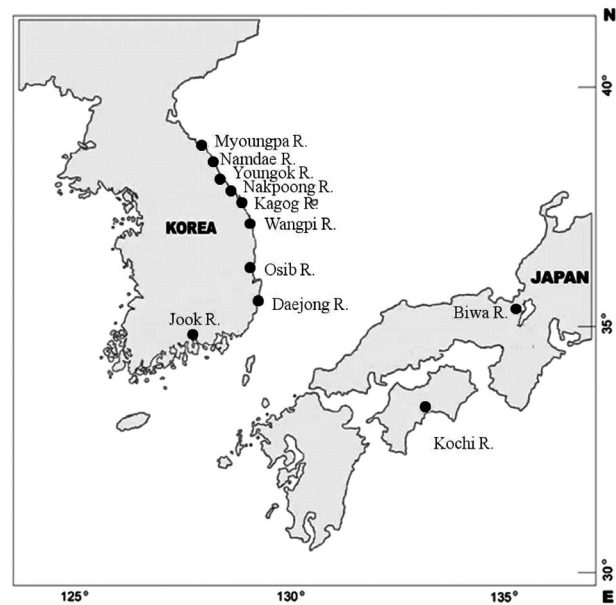 N
40°
Myoungpa R.
Namdae R.
Youngok R.
Nakpoong R.
Kagog R.
KOREA
Wangpi R.
Osib R.
JAPAN
Daejong R.
Biwa R.
Jook R.
35°
Kochi R.
30°
125°
130°
135°
E